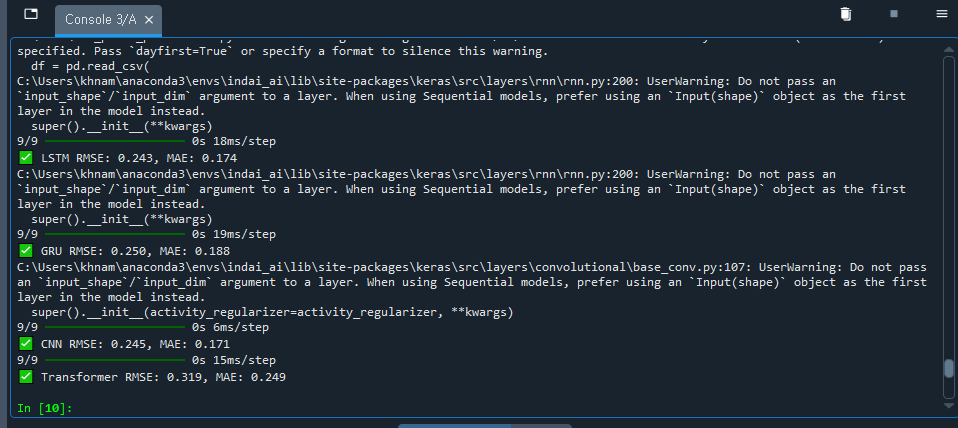 Console 3/A
specified. Pass `dayfirst=True` or specify a format to silence this warning.
  df = pd.read_csv(
C:\Users\khnam\anaconda3\envs\indai_ai\lib\site-packages\keras\src\layers\rnn\rnn.py:200: UserWarning: Do not pass an
`input_shape`/`input_dim` argument to a layer. When using Sequential models, prefer using an `Input(shape)` object as the first
layer in the model instead.
  super().__init__(**kwargs)
9/9 0s 18ms/step
✅ LSTM RMSE: 0.243, MAE: 0.174
C:\Users\khnam\anaconda3\envs\indai_ai\lib\site-packages\keras\src\layers\rnn\rnn.py:200: UserWarning: Do not pass an
`input_shape`/`input_dim` argument to a layer. When using Sequential models, prefer using an `Input(shape)` object as the first
layer in the model instead.
  super().__init__(**kwargs)
9/9 0s 19ms/step
✅ GRU RMSE: 0.250, MAE: 0.188
C:\Users\khnam\anaconda3\envs\indai_ai\lib\site-packages\keras\src\layers\convolutional\base_conv.py:107: UserWarning: Do not pass
an `input_shape`/`input_dim` argument to a layer. When using Sequential models, prefer using an `Input(shape)` object as the first
layer in the model instead.
  super().__init__(activity_regularizer=activity_regularizer, **kwargs)
9/9 0s 6ms/step
✅ CNN RMSE: 0.245, MAE: 0.171
9/9 0s 15ms/step
✅ Transformer RMSE: 0.319, MAE: 0.249
In [10]: